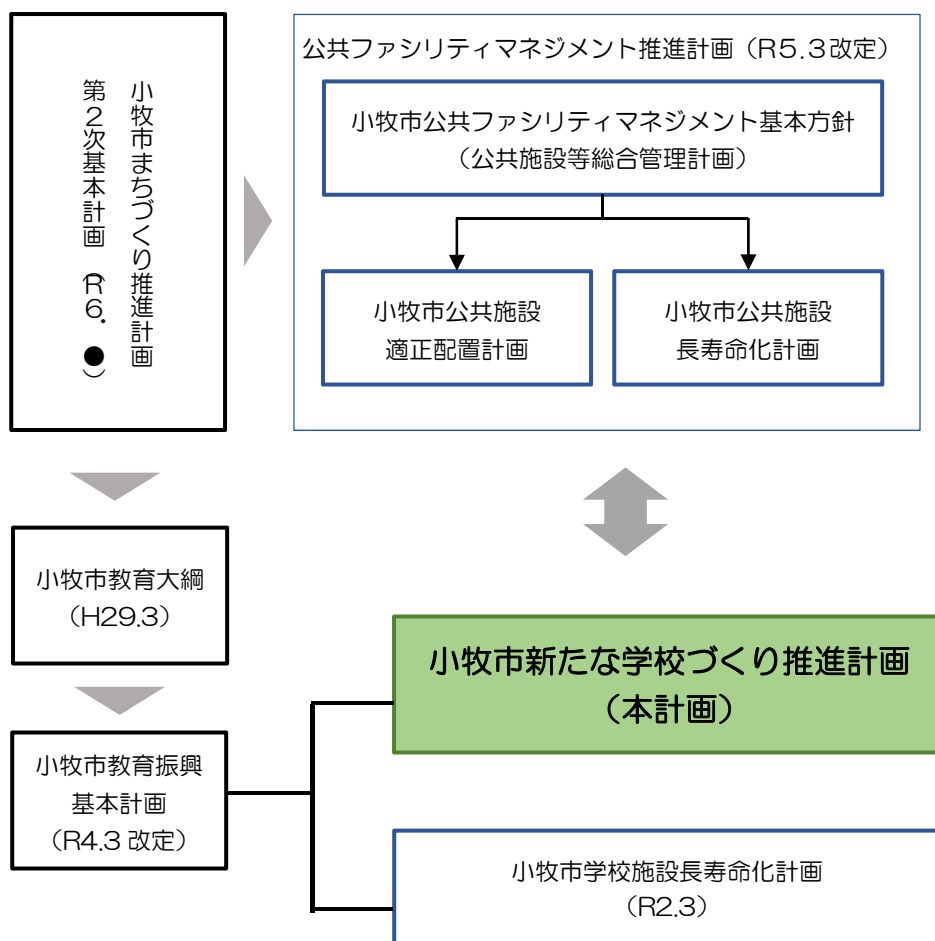 小牧市まちづくり推進計画
第2次基本計画(R6.●)
公共ファシリティマネジメント推進計画(R5.3改定)
小牧市公共ファシリティマネジメント基本方針
(公共施設等総合管理計画)
小牧市公共施設
適正配置計画
小牧市公共施設
長寿命化計画
小牧市教育大綱
(H29.3)
小牧市新たな学校づくり推進計画
(本計画)
小牧市教育振興
基本計画
(R4.3 改定)
小牧市学校施設長寿命化計画
(R2.3)